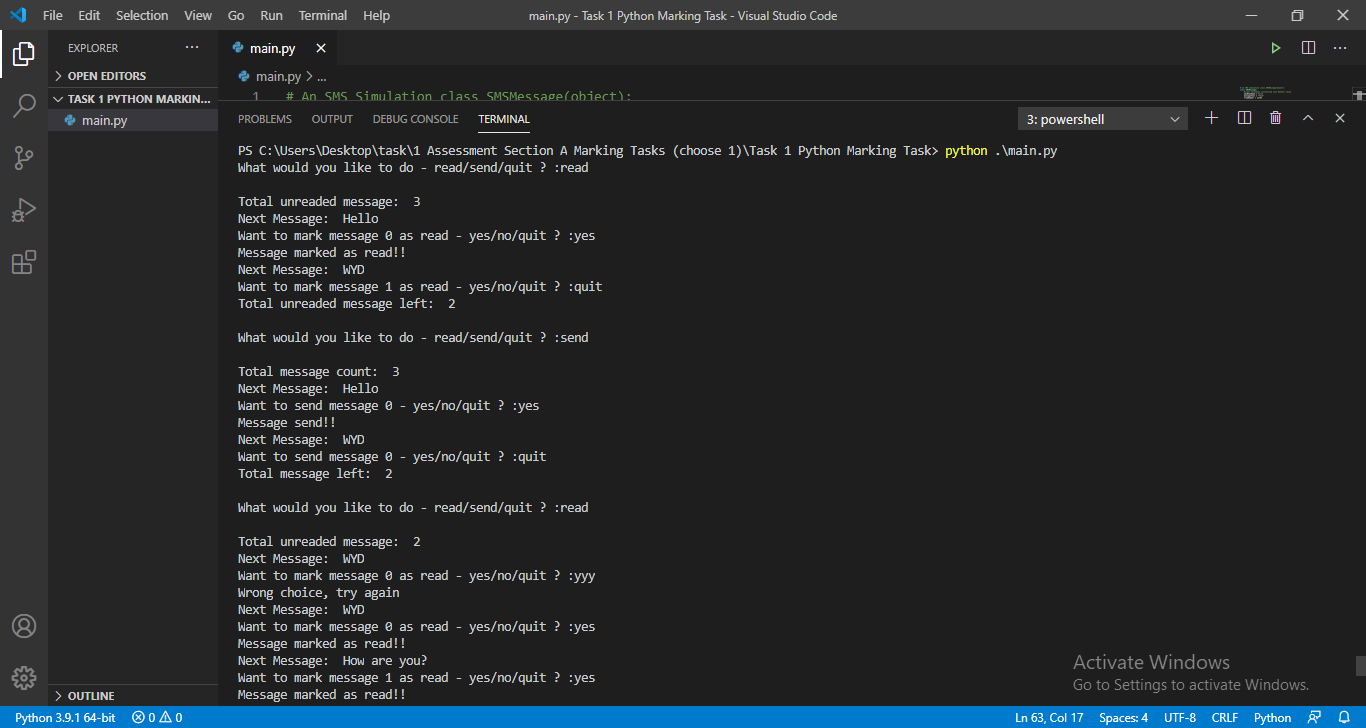 File Edit Selection View Go Run Terminal Help main.py - Task 1 Python Marking Task - Visual Studio Code
EXPLORER ...
OPEN EDITORS
TASK 1 PYTHON MARKIN...
main.py
main.py
main.py > ...
1 # An SMS Simulation class SMSMessage(object):
PROBLEMS OUTPUT DEBUG CONSOLE TERMINAL 3: powershell
PS C:\Users\Desktop\task\1 Assessment Section A Marking Tasks (choose 1)\Task 1 Python Marking Task> python .\main.py
What would you like to do - read/send/quit ? :read
Total unreaded message:  3
Next Message:  Hello
Want to mark message 0 as read - yes/no/quit ? :yes
Message marked as read!!
Next Message:  WYD
Want to mark message 1 as read - yes/no/quit ? :quit
Total unreaded message left:  2
What would you like to do - read/send/quit ? :send
Total message count:  3
Next Message:  Hello
Want to send message 0 - yes/no/quit ? :yes
Message send!!
Next Message:  WYD
Want to send message 0 - yes/no/quit ? :quit
Total message left:  2
What would you like to do - read/send/quit ? :read
Total unreaded message:  2
Next Message:  WYD
Want to mark message 0 as read - yes/no/quit ? :yyy
Wrong choice, try again
Next Message:  WYD
Want to mark message 0 as read - yes/no/quit ? :yes
Message marked as read!!
Next Message:  How are you?
Want to mark message 1 as read - yes/no/quit ? :yes
Message marked as read!!
Activate Windows
Go to Settings to activate Windows.
OUTLINE
Python 3.9.1 64-bit 0 0 Ln 63, Col 17 Spaces: 4 UTF-8 CRLF Python